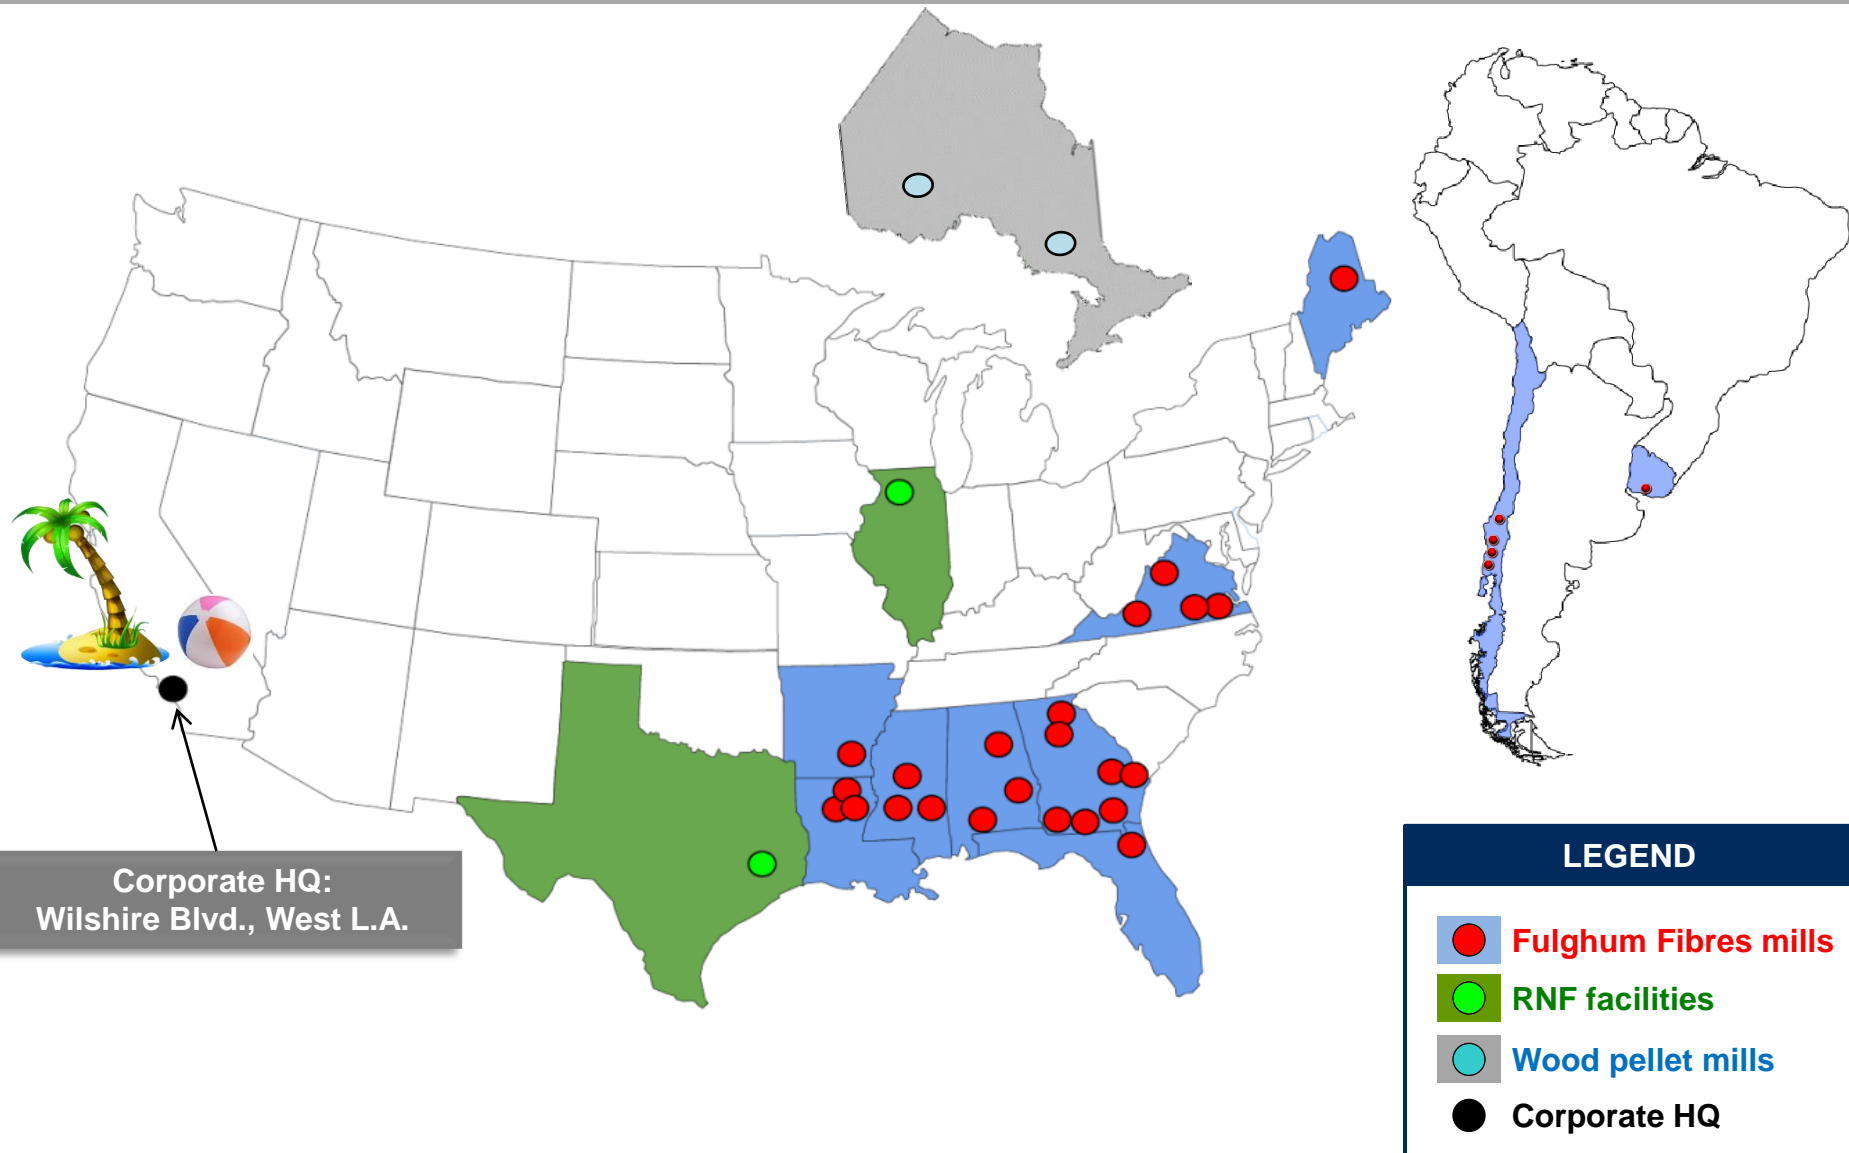 Corporate HQ:
Wilshire Blvd., West L.A.
LEGEND
Fulghum Fibres mills
RNF facilities
Wood pellet mills
Corporate HQ